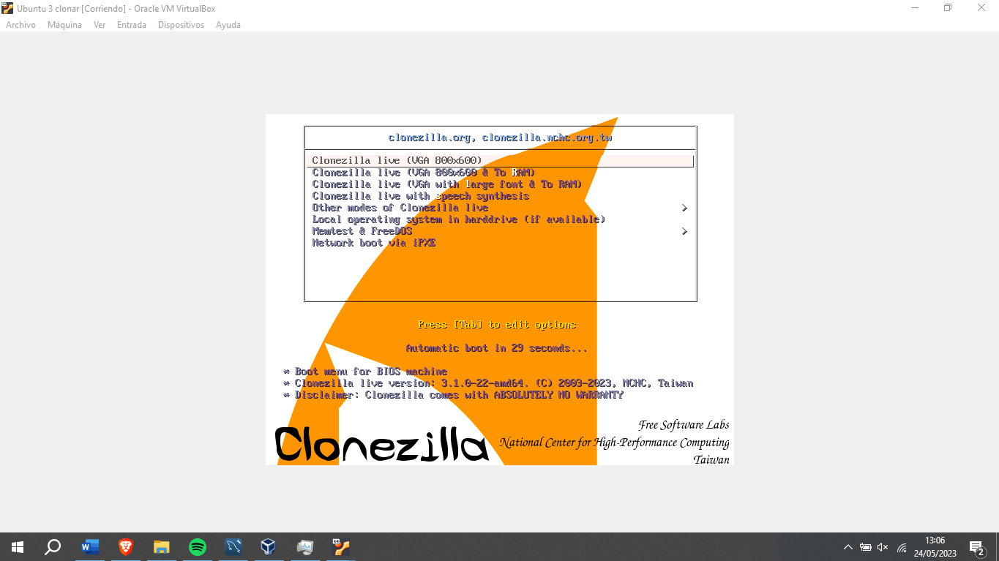 Ubuntu 3 clonar [Corriendo] - Oracle VM VirtualBox
Archivo Máquina Ver Entrada Dispositivos Ayuda
clonezilla.org, clonezilla.nchc.org.tw
Clonezilla live (VGA 800x600)
Clonezilla live (VGA 800x600 & To RAM)
Clonezilla live (VGA with large font & To RAM)
Clonezilla live with speech synthesis
Other modes of Clonezilla live >
Local operating system in harddrive (if available)
Memtest & FreeDOS >
Network boot via iPXE
Press [Tab] to edit options
Automatic boot in 29 seconds...
* Boot menu for BIOS machine
* Clonezilla live version: 3.1.0-22-amd64. (C) 2003-2023, NCHC, Taiwan
* Disclaimer: Clonezilla comes with ABSOLUTELY NO WARRANTY
Free Software Labs
Clonezilla National Center for High-Performance Computing
Taiwan
13:06
24/05/2023
2